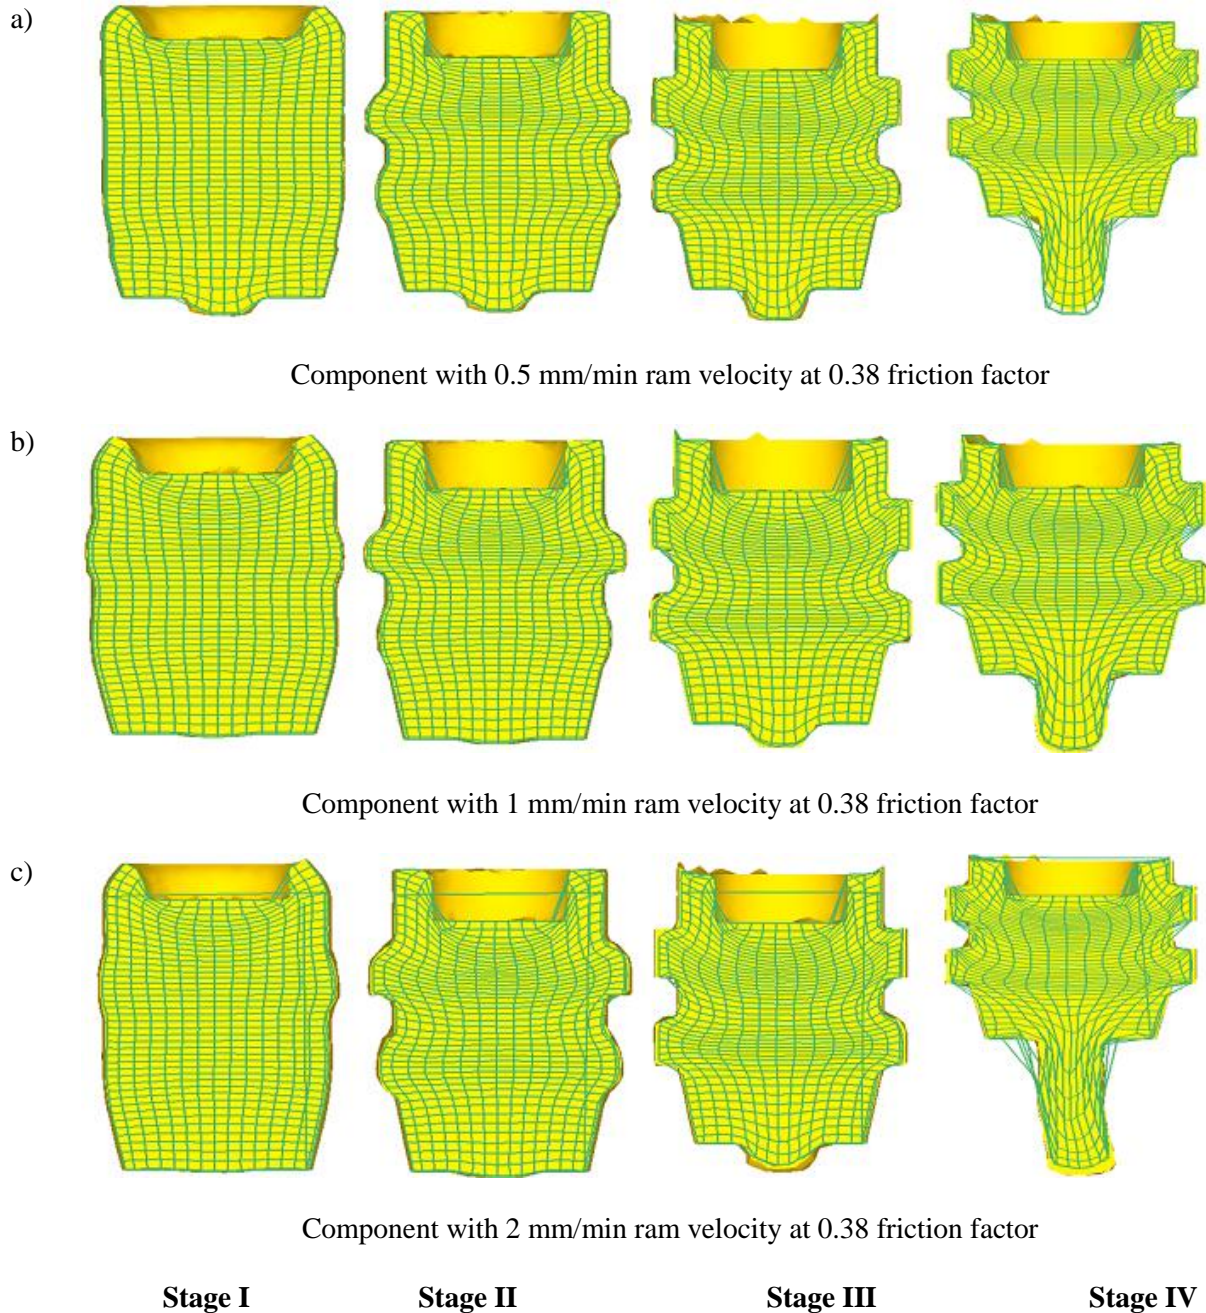 a)
Component with 0.5 mm/min ram velocity at 0.38 friction factor
b)
Component with 1 mm/min ram velocity at 0.38 friction factor
c)
Component with 2 mm/min ram velocity at 0.38 friction factor
Stage I Stage II Stage III Stage IV